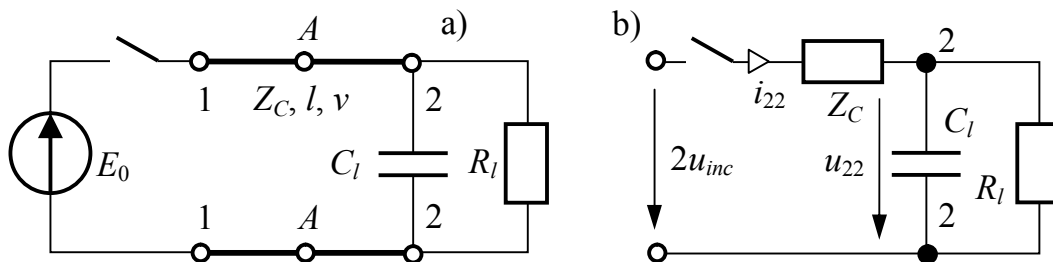 A
a)
1
Z_C, l, v
2
E_0
C_l
R_l
1
A
2
b)
2
i_22
Z_C
C_l
2u_inc
u_22
2
R_l